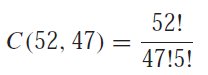 C(52, 47) = 52! / 47!5!